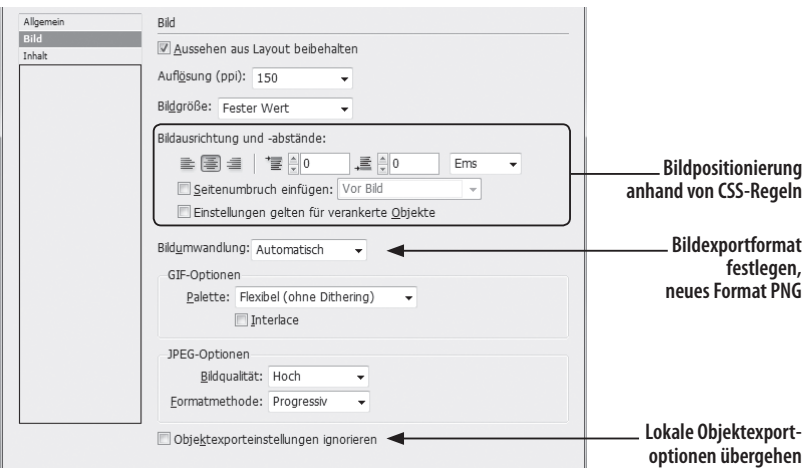 Allgemein
Bild
Inhalt
Bild
Aussehen aus Layout beibehalten
Auflösung (ppi): 150
Bildgröße: Fester Wert
Bildausrichtung und -abstände:
0 0 Ems
Seitenumbruch einfügen: Vor Bild
Einstellungen gelten für verankerte Objekte
Bildumwandlung: Automatisch
GIF-Optionen
Palette: Flexibel (ohne Dithering)
Interlace
JPEG-Optionen
Bildqualität: Hoch
Formatmethode: Progressiv
Objektexporteinstellungen ignorieren
Bildpositionierung
anhand von CSS-Regeln
Bildexportformat
festlegen,
neues Format PNG
Lokale Objektexport-
optionen übergehen